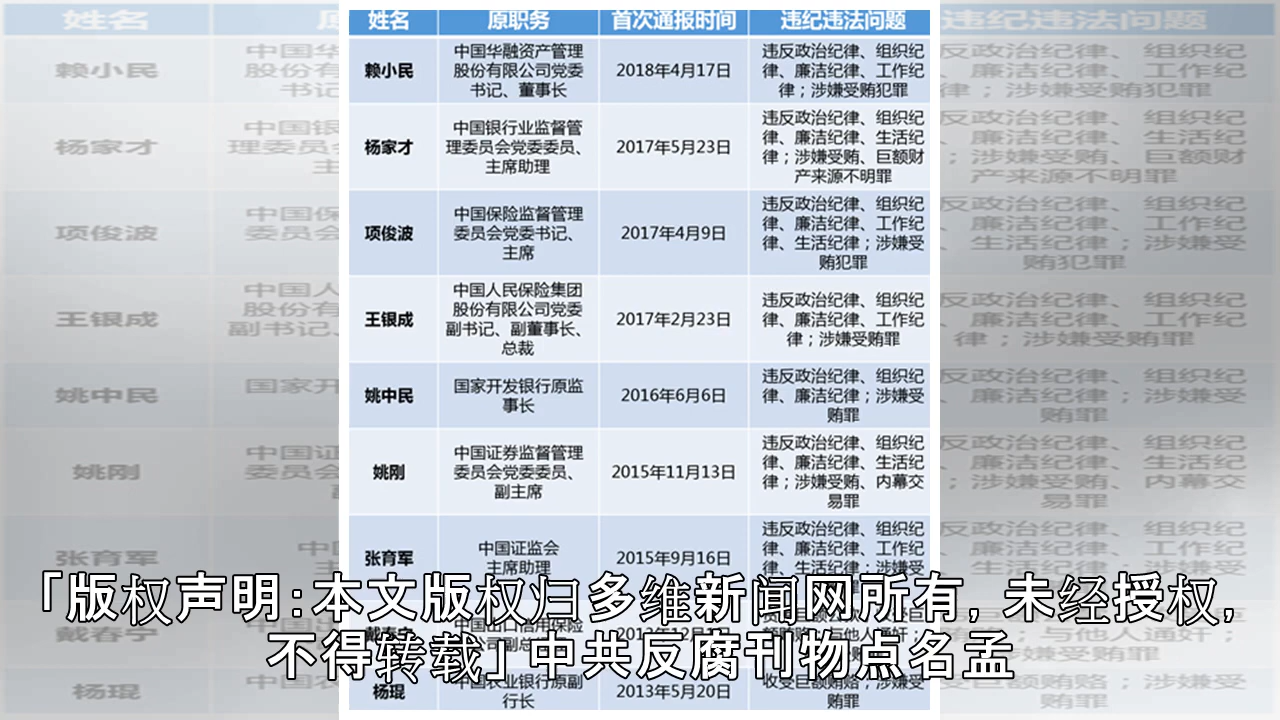 姓名 原职务 首次通报时间 违纪违法问题
赖小民
中国华融资产管理
股份有限公司党委
书记、董事长
2018年4月17日
违反政治纪律、组织纪
律、廉洁纪律、工作纪
律；涉嫌受贿犯罪
杨家才
中国银行业监督管
理委员会党委委员、
主席助理
2017年5月23日
违反政治纪律、组织纪
律、廉洁纪律、生活纪
律；涉嫌受贿、巨额财
产来源不明罪
项俊波
中国保险监督管理
委员会党委书记、
主席
2017年4月9日
违反政治纪律、组织纪
律、廉洁纪律、工作纪
律、生活纪律；涉嫌受
贿犯罪
王银成
中国人民保险集团
股份有限公司党委
副书记、副董事长、
总裁
2017年2月23日
违反政治纪律、组织纪
律、廉洁纪律、工作纪
律；涉嫌受贿罪
姚中民
国家开发银行原监
事长
2016年6月6日
违反政治纪律、组织纪
律、廉洁纪律；涉嫌受
贿罪
姚刚
中国证券监督管理
委员会党委委员、
副主席
2015年11月13日
违反政治纪律、组织纪
律、廉洁纪律、生活纪
律；涉嫌受贿、内幕交
易罪
张育军
中国证监会
主席助理
2015年9月16日
违反政治纪律、组织纪
律、廉洁纪律、工作纪
「版权声明:本文版权归多维新闻网所有, 未经授权,
不得转载」中共反腐刊物点名孟
戴春宁
杨琨
中国农业银行原副
行长
2013年5月20日
收受巨额贿赂；涉嫌受
贿罪